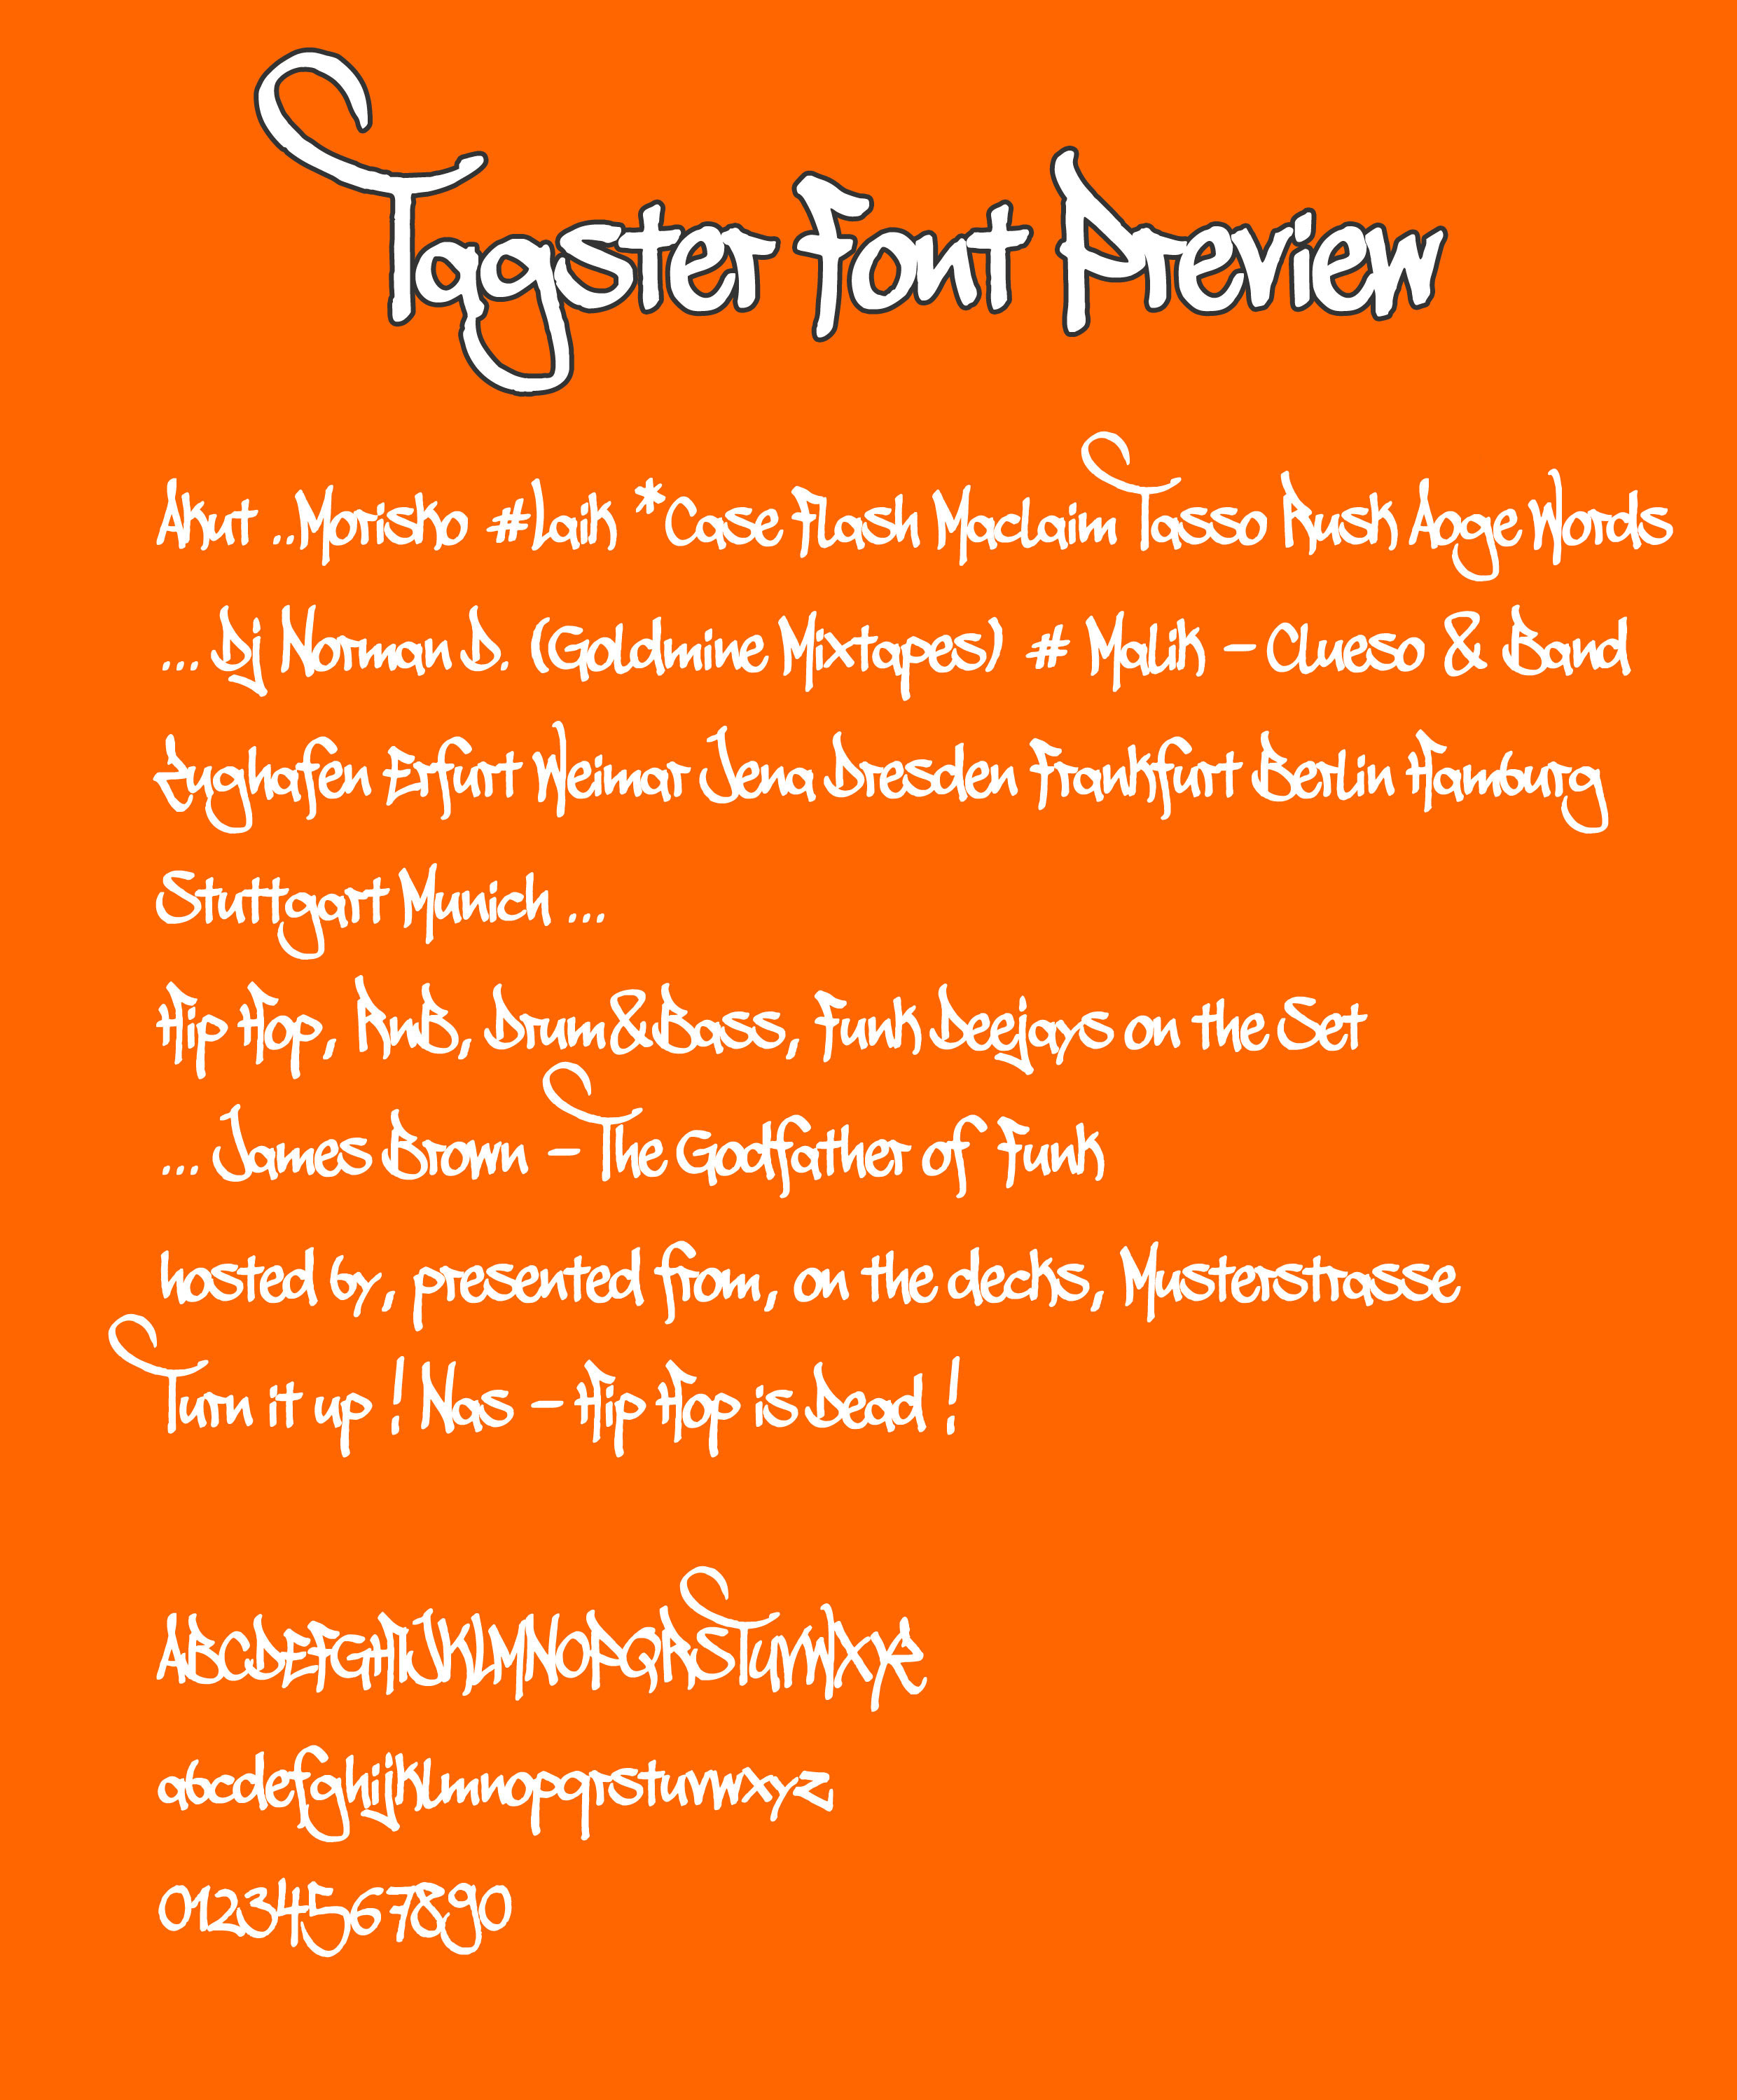 Tagster Font Preview
Akut ..Morisko #Laik *Case Flash Maclaim Tasso Rusk Aoge Words
... Dj Norman D. (Goldmine Mixtapes) # Malik - Clueso & Band
Zughafen Erfurt Weimar Jena Dresden Frankfurt Berlin Hamburg
Stuttgart Munich ...
Hip Hop, RnB, Drum&Bass, Funk Deejays on the Set
... James Brown - The Godfather of Funk
hosted by, presented from, on the decks, Musterstrasse
Turn it up ! Nas - Hip Hop is Dead !
ABCDEFGHIJKLMNOPQRSTUVWXYZ
abcdefghijklmnopqrstuvwxyz
01234567890